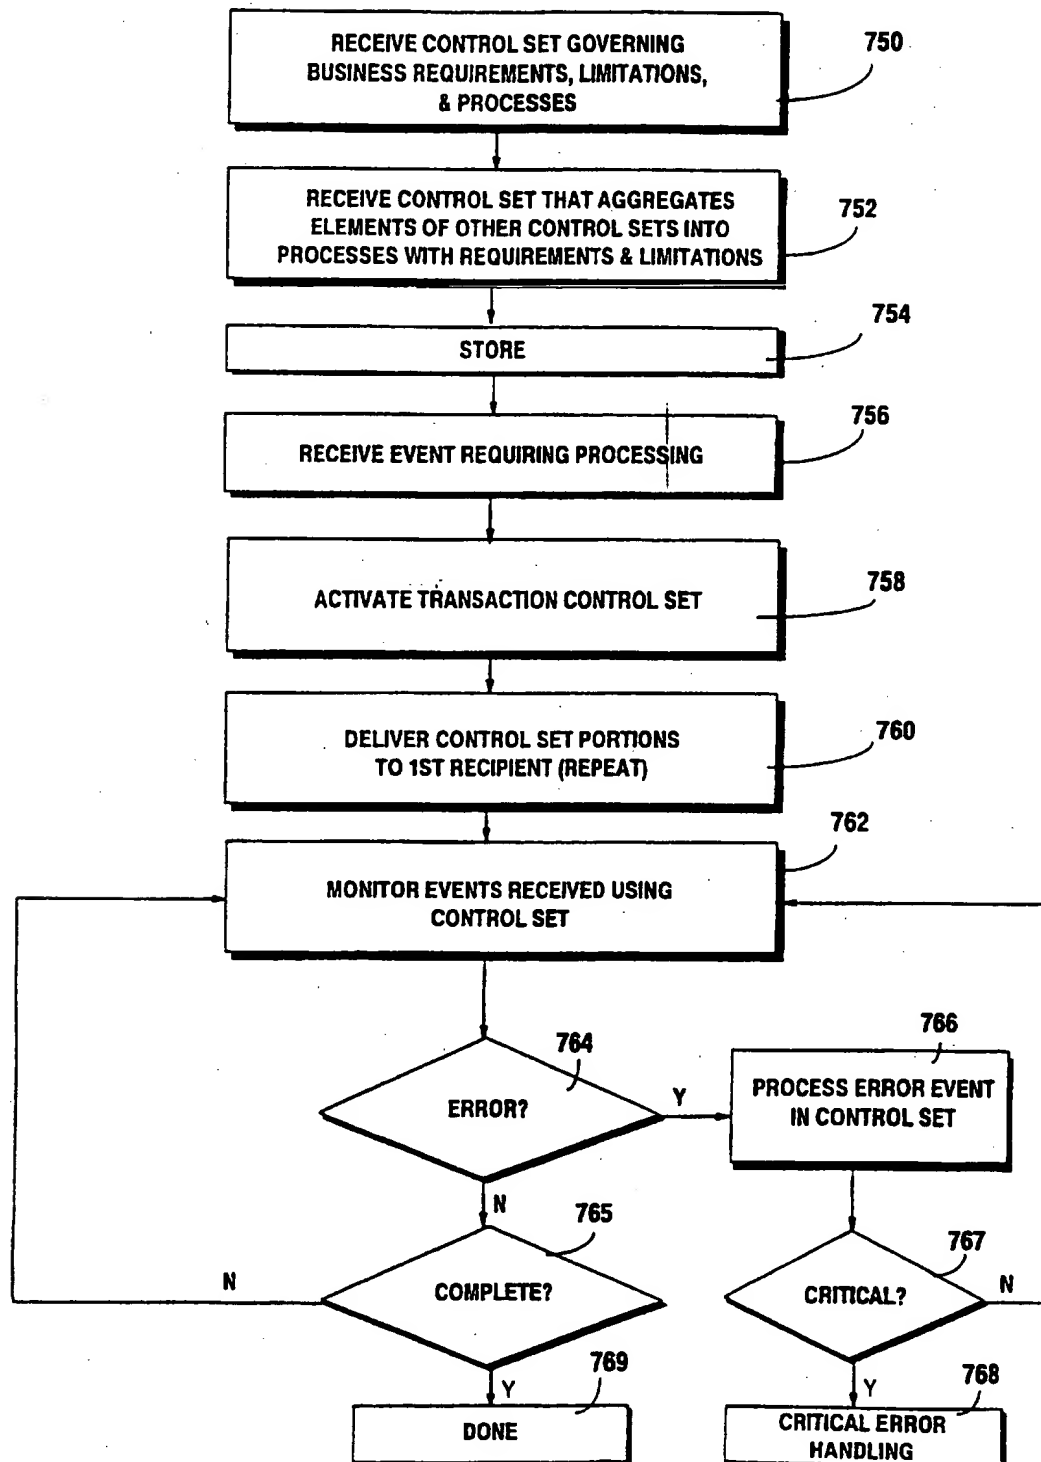 RECEIVE CONTROL SET GOVERNING
BUSINESS REQUIREMENTS, LIMITATIONS,
& PROCESSES
750
RECEIVE CONTROL SET THAT AGGREGATES
ELEMENTS OF OTHER CONTROL SETS INTO
PROCESSES WITH REQUIREMENTS & LIMITATIONS
752
STORE
754
RECEIVE EVENT REQUIRING PROCESSING
756
ACTIVATE TRANSACTION CONTROL SET
758
DELIVER CONTROL SET PORTIONS
TO 1ST RECIPIENT (REPEAT)
760
MONITOR EVENTS RECEIVED USING
CONTROL SET
762
ERROR?
764
Y
PROCESS ERROR EVENT
IN CONTROL SET
766
N
COMPLETE?
765
N
CRITICAL?
767
N
Y
DONE
769
Y
CRITICAL ERROR
HANDLING
768